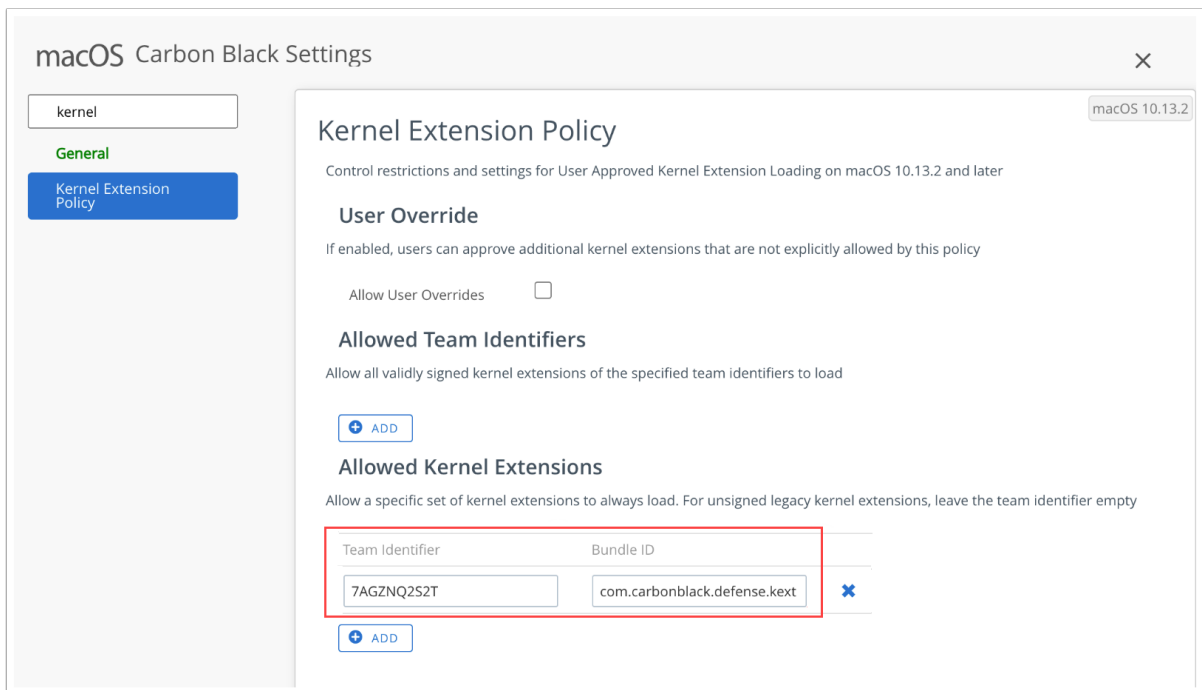 macOS Carbon Black Settings
kernel
General
Kernel Extension
Policy
macOS 10.13.2
Kernel Extension Policy
Control restrictions and settings for User Approved Kernel Extension Loading on macOS 10.13.2 and later
User Override
If enabled, users can approve additional kernel extensions that are not explicitly allowed by this policy
Allow User Overrides
Allowed Team Identifiers
Allow all validly signed kernel extensions of the specified team identifiers to load
ADD
Allowed Kernel Extensions
Allow a specific set of kernel extensions to always load. For unsigned legacy kernel extensions, leave the team identifier empty
Team Identifier Bundle ID
7AGZNQ2S2T com.carbonblack.defense.kext
ADD